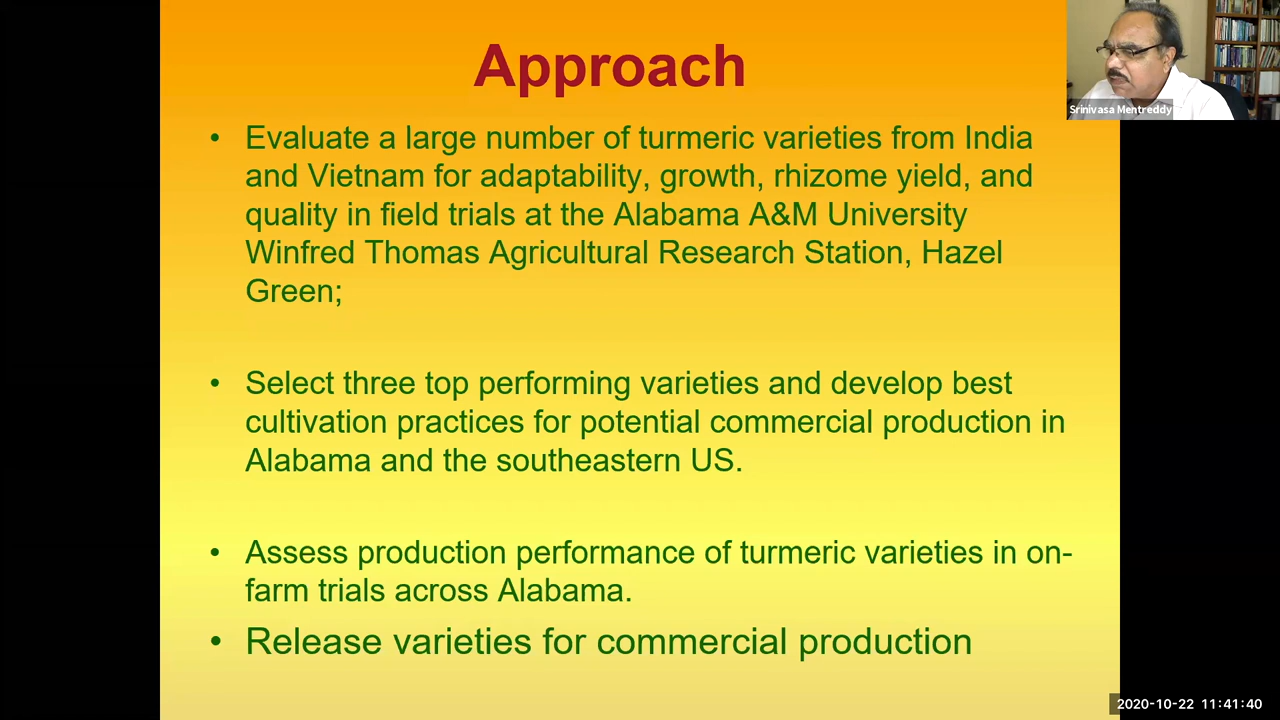 Approach
Srinivasa Mentreddy
• Evaluate a large number of turmeric varieties from India
and Vietnam for adaptability, growth, rhizome yield, and
quality in field trials at the Alabama A&M University
Winfred Thomas Agricultural Research Station, Hazel
Green;
• Select three top performing varieties and develop best
cultivation practices for potential commercial production in
Alabama and the southeastern US.
• Assess production performance of turmeric varieties in on-
farm trials across Alabama.
• Release varieties for commercial production
2020-10-22 11:41:40